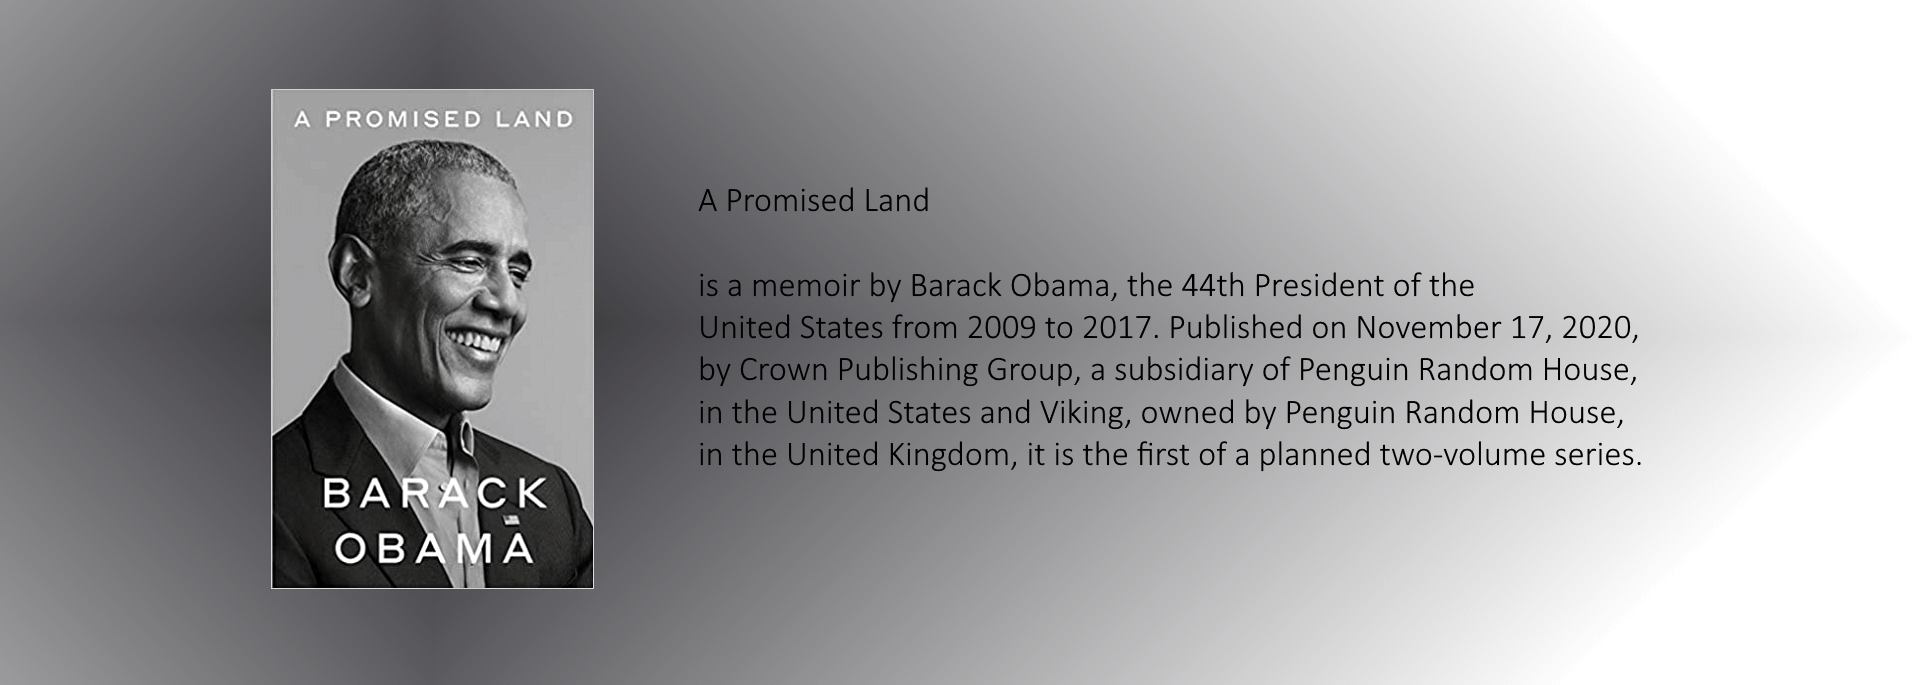 A PROMISED LAND
BARACK
OBAMA
A Promised Land
is a memoir by Barack Obama, the 44th President of the
United States from 2009 to 2017. Published on November 17, 2020,
by Crown Publishing Group, a subsidiary of Penguin Random House,
in the United States and Viking, owned by Penguin Random House,
in the United Kingdom, it is the first of a planned two-volume series.